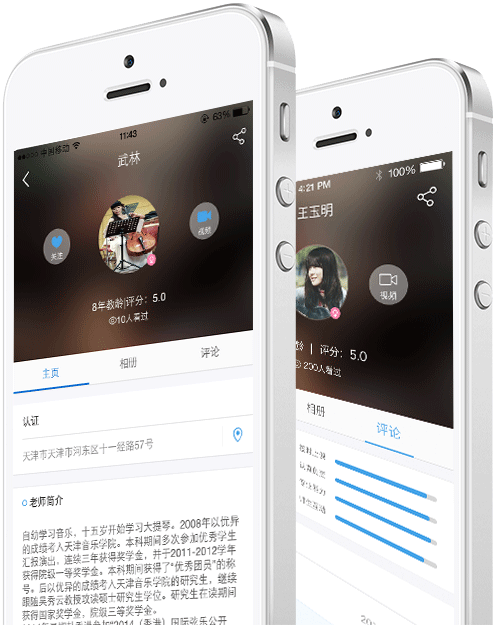 中国移动
11:43
63%
武林
关注
视频
8年教龄|评分：5.0
10人看过
主页
相册
评论
认证
天津市天津市河东区十一经路57号
老师简介
自幼学习音乐，十五岁开始学习大提琴。2008年以优异
的成绩考入天津音乐学院。本科期间多次参加优秀学生
汇报演出，连续三年获得奖学金，并于2011-2012学年
获得院级一等奖学金。本科期间获得了“优秀团员”的称
号。后以优异的成绩考入天津音乐学院的研究生，继续
跟随吴秀云教授攻读硕士研究生学位。研究生在读期间
获得国家奖学金，院级三等奖学金。
4:21 PM
100%
王玉明
视频
龄 | 评分：5.0
200人看过
相册
评论